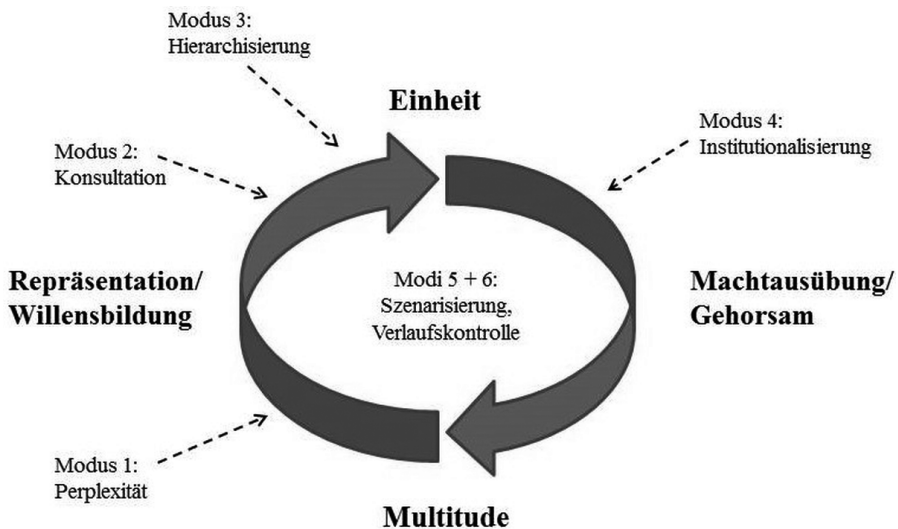 Modus 3:
Hierarchisierung
Einheit
Modus 4:
Institutionalisierung
Modus 2:
Konsultation
Repräsentation/
Willensbildung
Modi 5 + 6:
Szenarisierung,
Verlaufskontrolle
Machtausübung/
Gehorsam
Modus 1:
Perplexität
Multitude